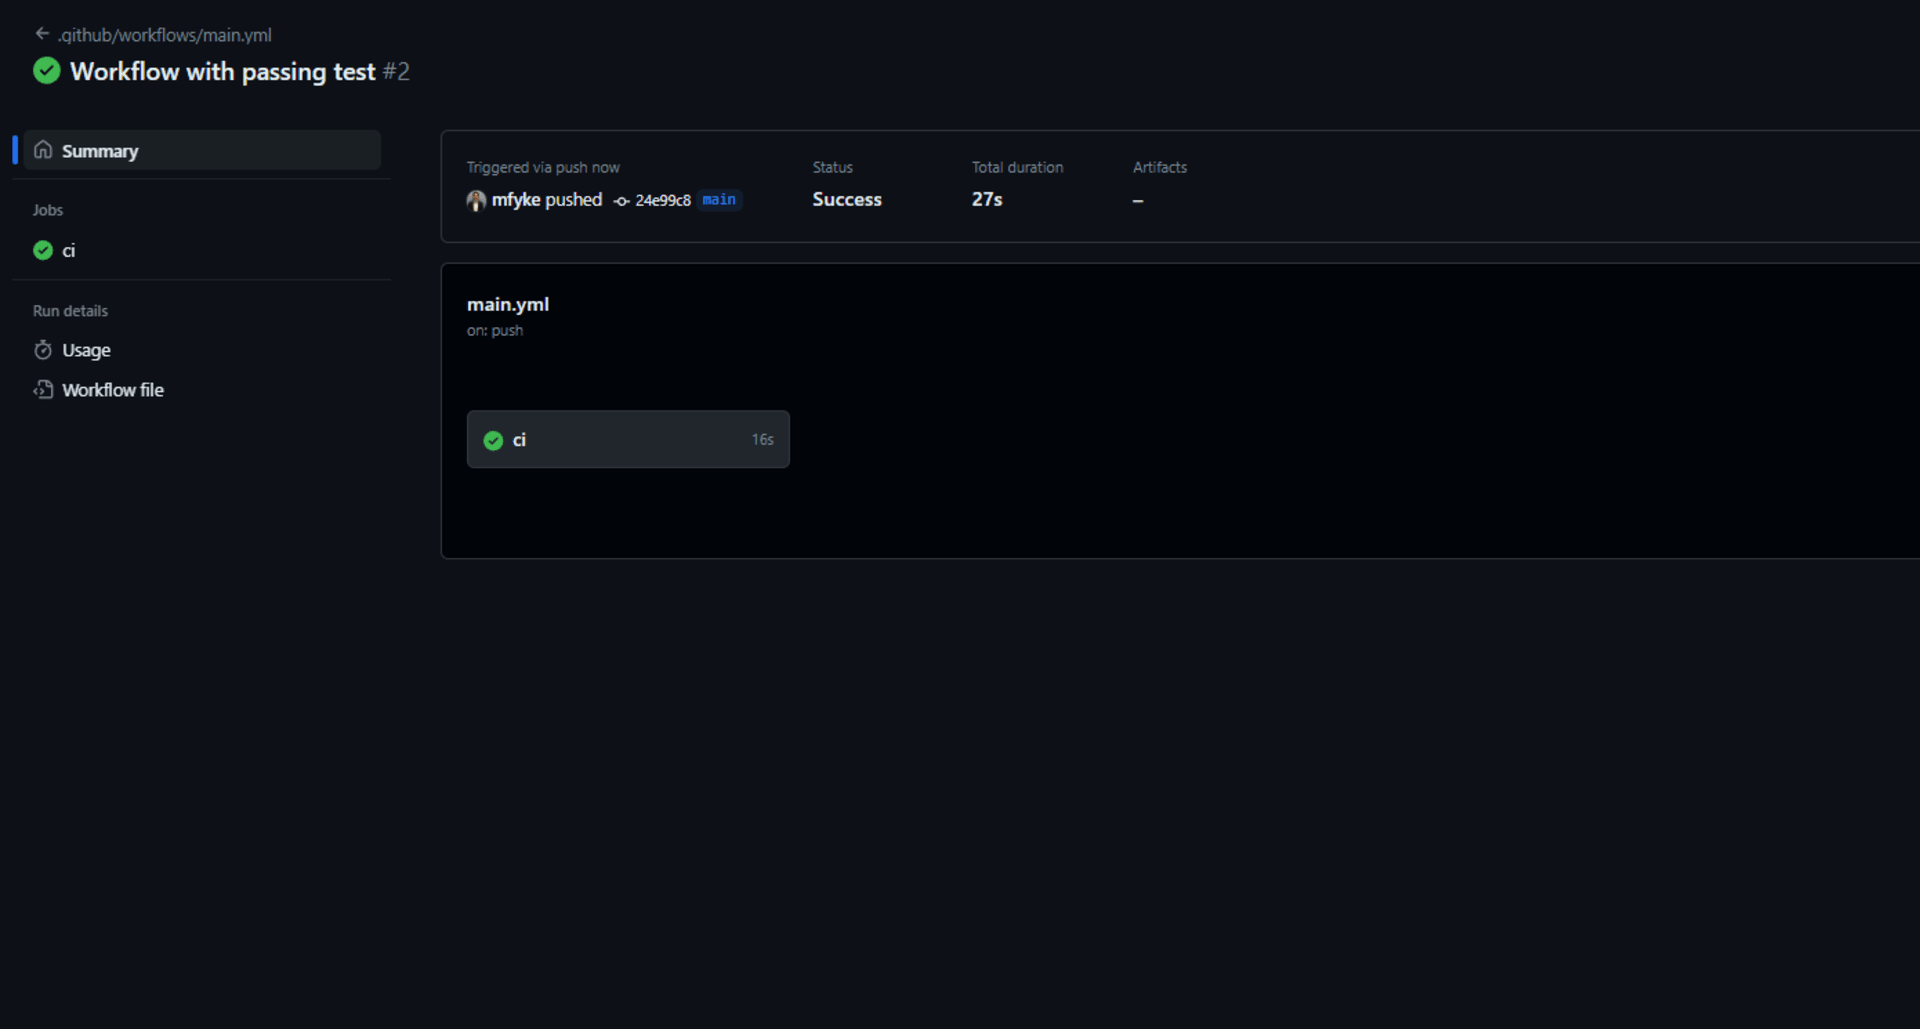 .github/workflows/main.yml
Workflow with passing test #2
Summary
Jobs
ci
Run details
Usage
Workflow file
Triggered via push now
mfyke pushed 24e99c8 main
Status
Success
Total duration
27s
Artifacts
–
main.yml
on: push
ci 16s